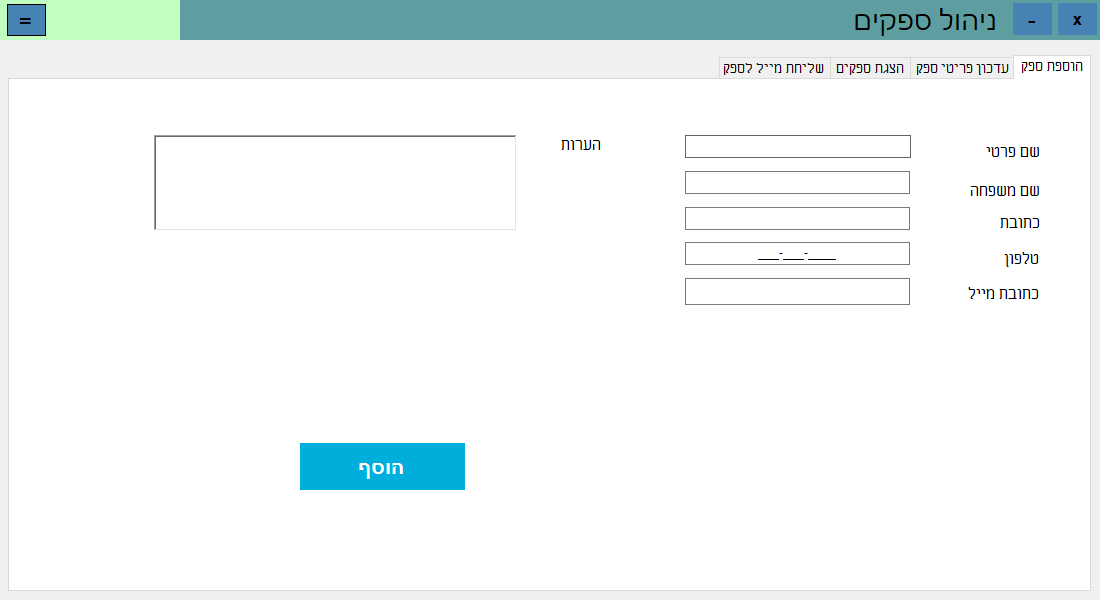 ניהול ספקים - x
=
הוספת ספק עדכון פריטי ספק הצגת ספקים שליחת מייל לספק
שם פרטי
שם משפחה
כתובת
טלפון ___-___-____
כתובת מייל
הערות
הוסף